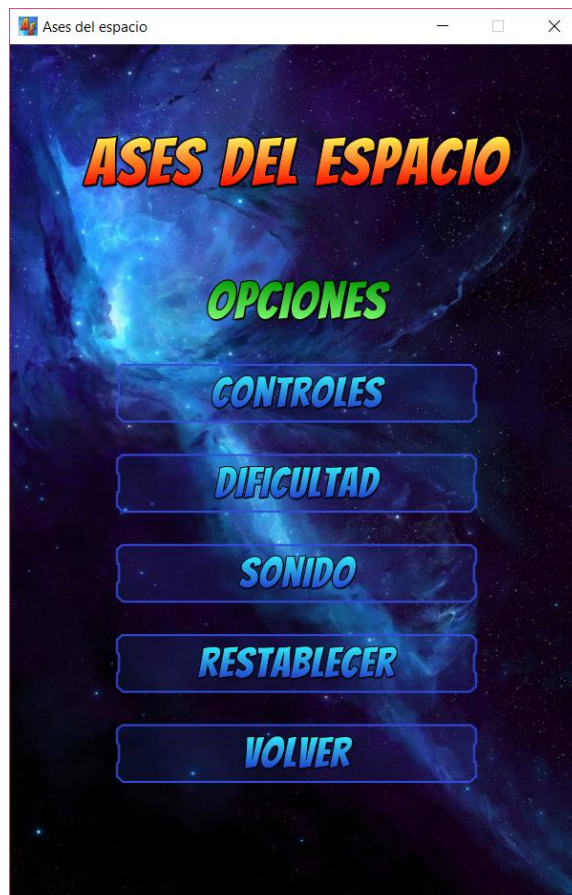 Ases del espacio
ASES DEL ESPACIO
OPCIONES
CONTROLES
DIFICULTAD
SONIDO
RESTABLECER
VOLVER